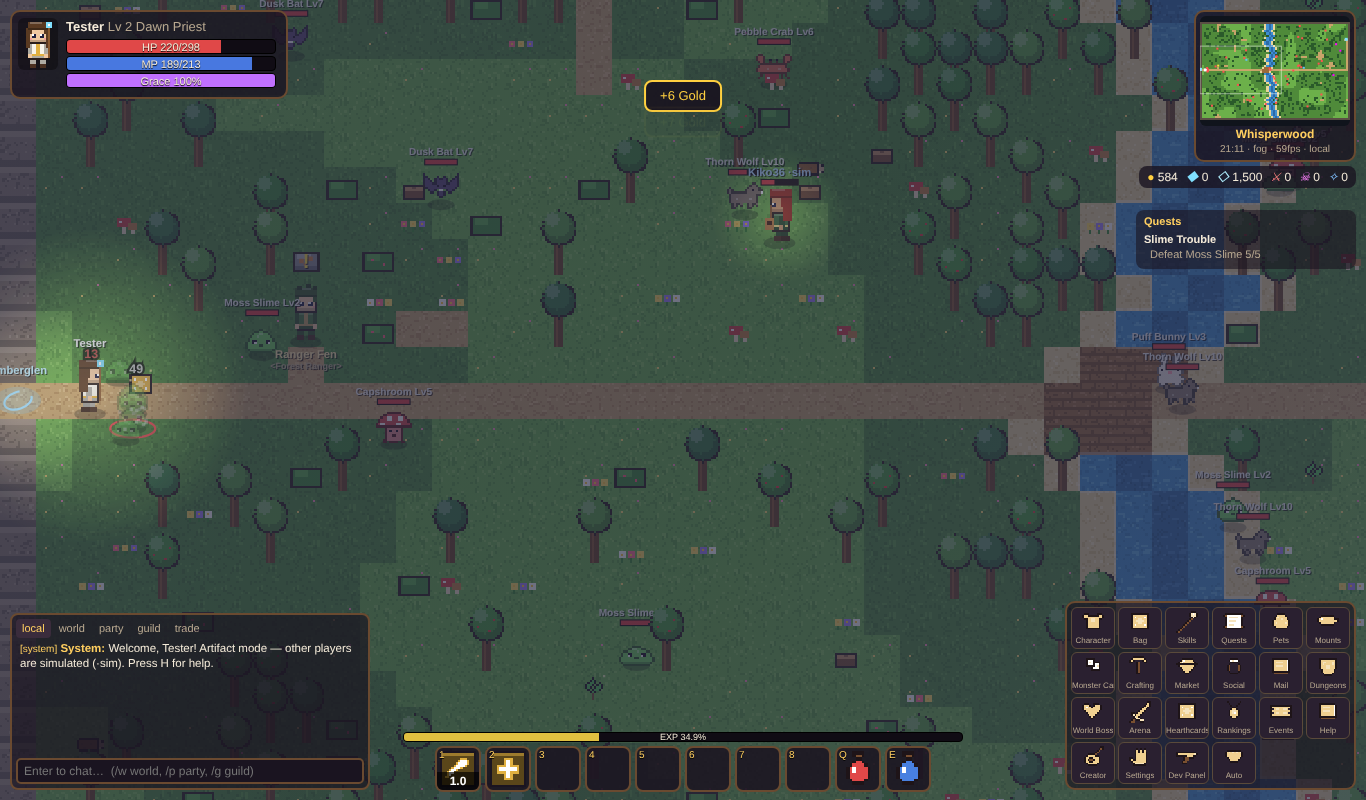 Dusk Bat Lv7
Tester Lv 2 Dawn Priest
HP 220/298
MP 189/213
Grace 100%
Pebble Crab Lv6
+6 Gold
Whisperwood
21:11 · fog · 59fps · local
584 0 1,500 0 0 0
Quests
Slime Trouble
Defeat Moss Slime 5/5
Dusk Bat Lv7
Thorn Wolf Lv10
Kiko36 ·sim
Moss Slime Lv2
Ranger Fen
<Forest Ranger>
Tester
13
49
mberglen
Capshroom Lv5
Puff Bunny Lv3
Thorn Wolf Lv10
Moss Slime Lv2
Thorn Wolf Lv10
Capshroom Lv5
Moss Slime
local world party guild trade
[system] System: Welcome, Tester! Artifact mode — other players
are simulated (·sim). Press H for help.
Enter to chat… (/w world, /p party, /g guild)
EXP 34.9%
1 2 3 4 5 6 7 8 Q – E –
1.0
Character Bag Skills Quests Pets Mounts
Monster Ca Crafting Market Social Mail Dungeons
World Boss Arena Hearthcards Rankings Events Help
Creator Settings Dev Panel Auto